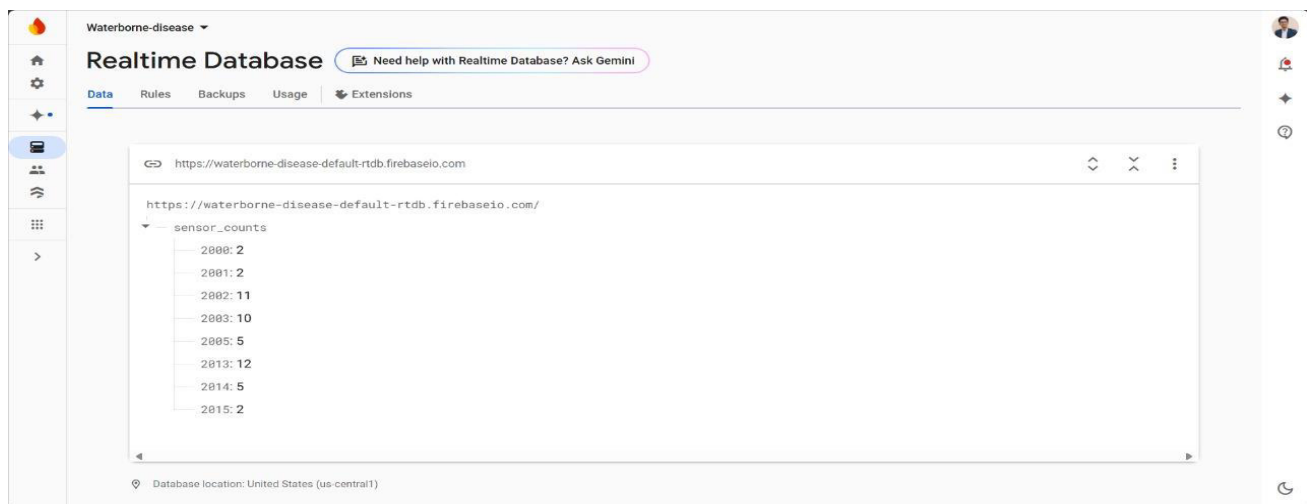 Waterborne-disease
Realtime Database
Need help with Realtime Database? Ask Gemini
Data Rules Backups Usage Extensions
https://waterborne-disease-default-rtdb.firebaseio.com
https://waterborne-disease-default-rtdb.firebaseio.com/
sensor_counts
2000: 2
2001: 2
2002: 11
2003: 10
2005: 5
2013: 12
2014: 5
2015: 2
Database location: United States (us-central1)